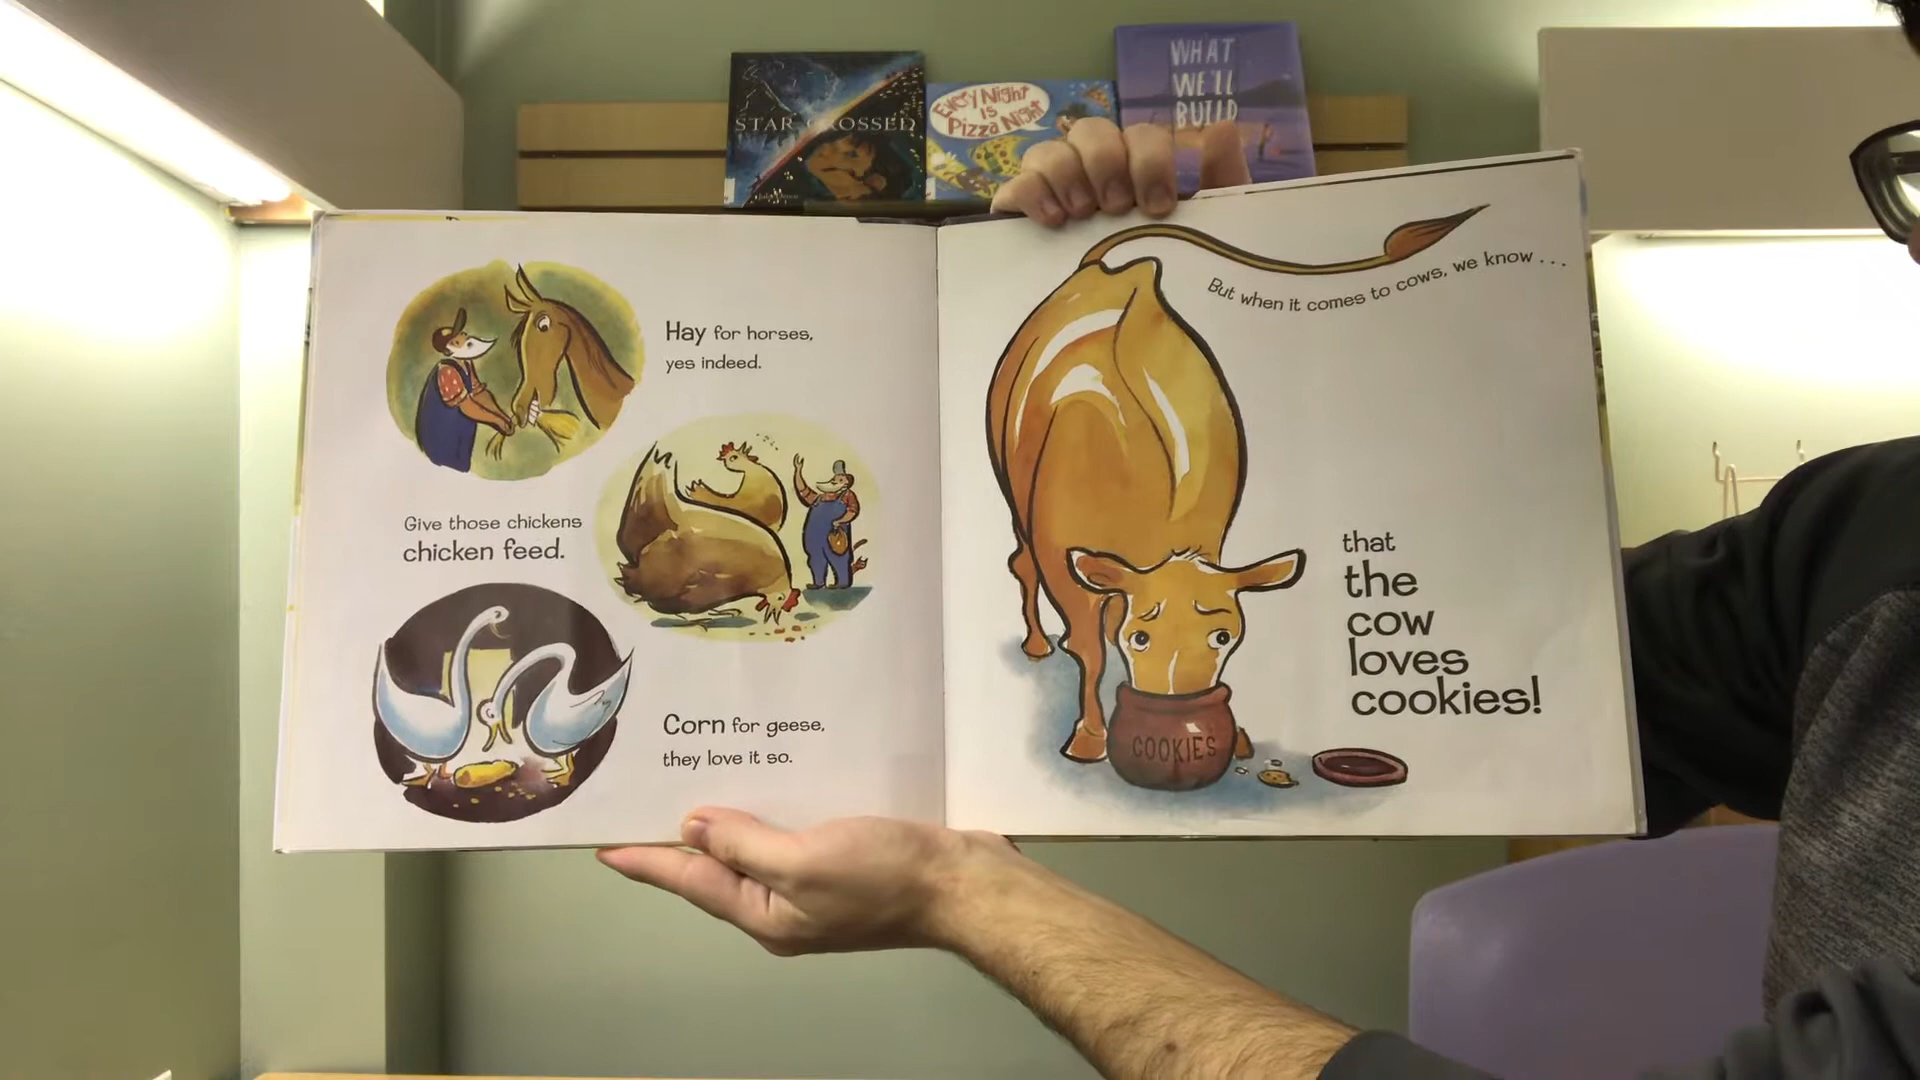 STAR CROSSED
EVERY NIGHT
IS
PIZZA NIGHT
WHAT
WE'LL
BUILD
Hay for horses,
yes indeed.
Give those chickens
chicken feed.
Corn for geese,
they love it so.
But when it comes to cows, we know . . .
that
the
cow
loves
cookies!
COOKIES